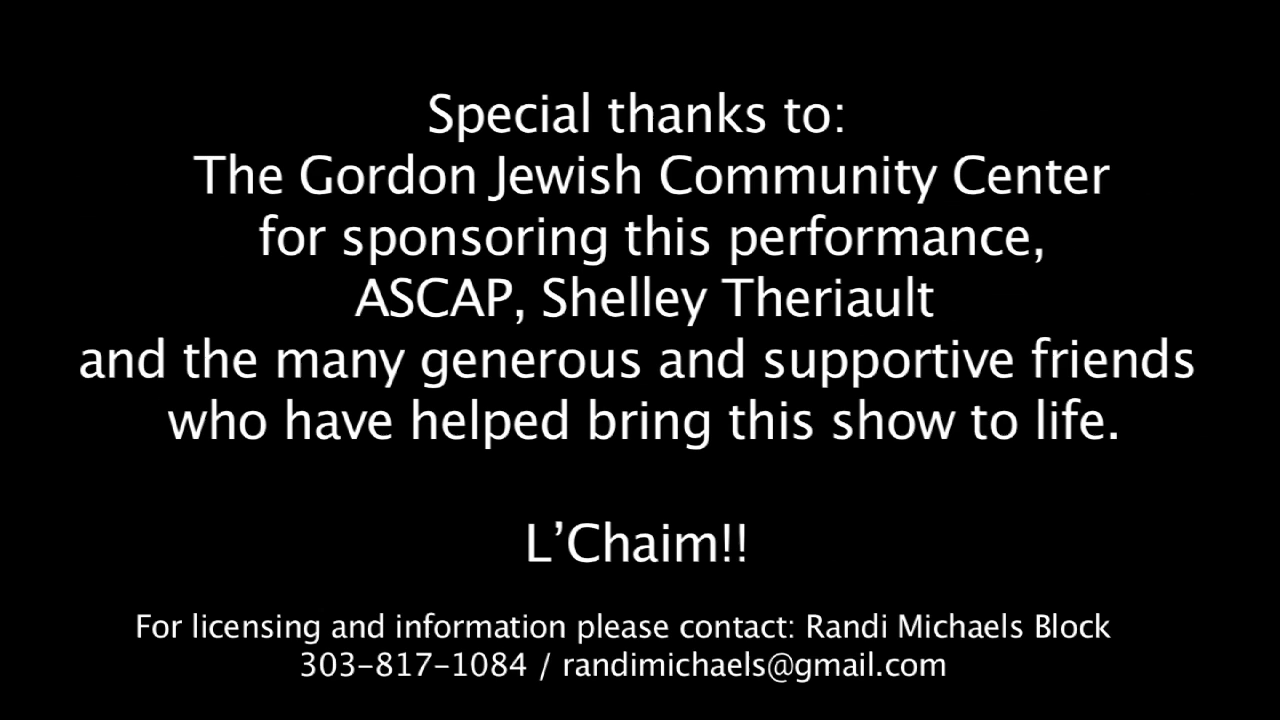 Special thanks to:
The Gordon Jewish Community Center
for sponsoring this performance,
ASCAP, Shelley Theriault
and the many generous and supportive friends
who have helped bring this show to life.
L’Chaim!!
For licensing and information please contact: Randi Michaels Block
303-817-1084 / randimichaels@gmail.com